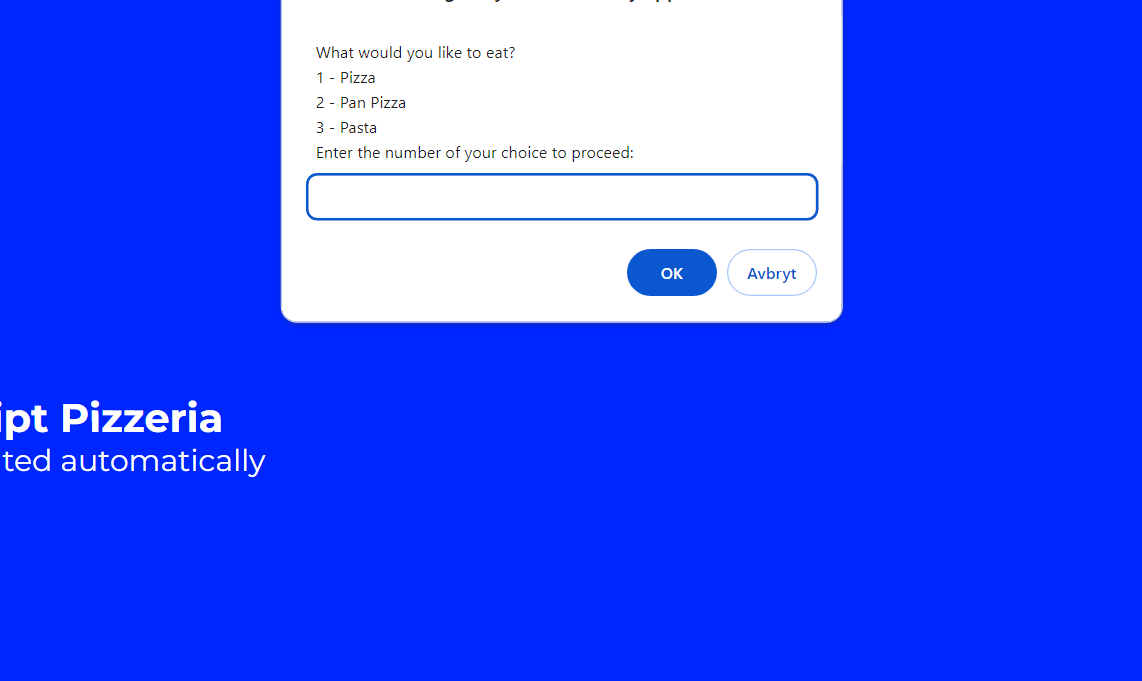 What would you like to eat?
1 - Pizza
2 - Pan Pizza
3 - Pasta
Enter the number of your choice to proceed:
OK
Avbryt
ipt Pizzeria
ted automatically